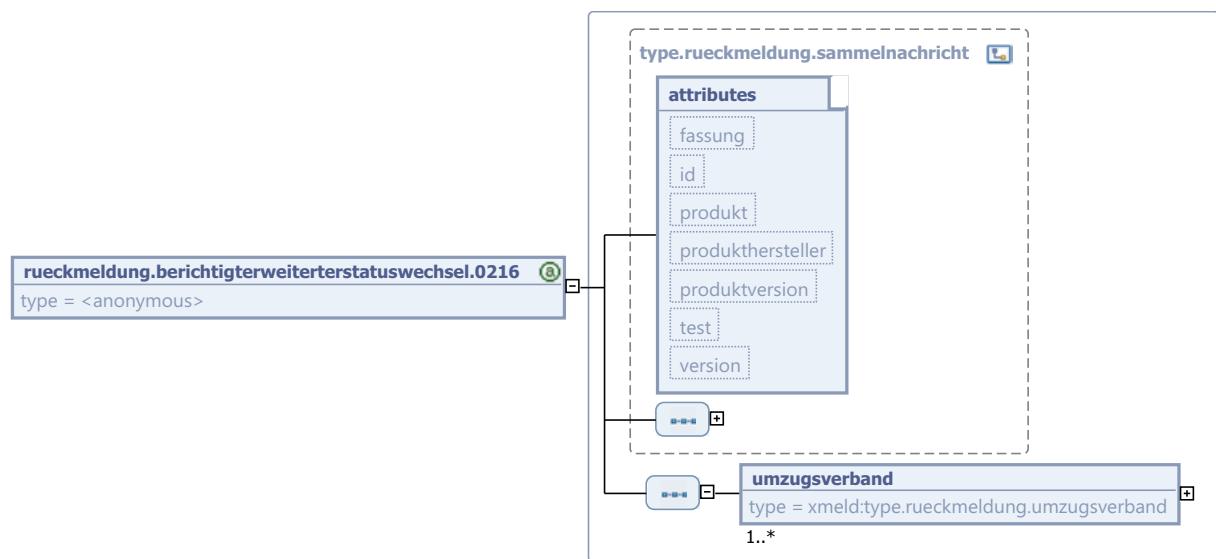 type.rueckmeldung.sammelnachricht
attributes
fassung
id
produkt
produkthersteller
produktversion
test
version
rueckmeldung.berichtigterweiterterstatuswechsel.0216
type = <anonymous>
umzugsverband
type = xmeld:type.rueckmeldung.umzugsverband
1..*